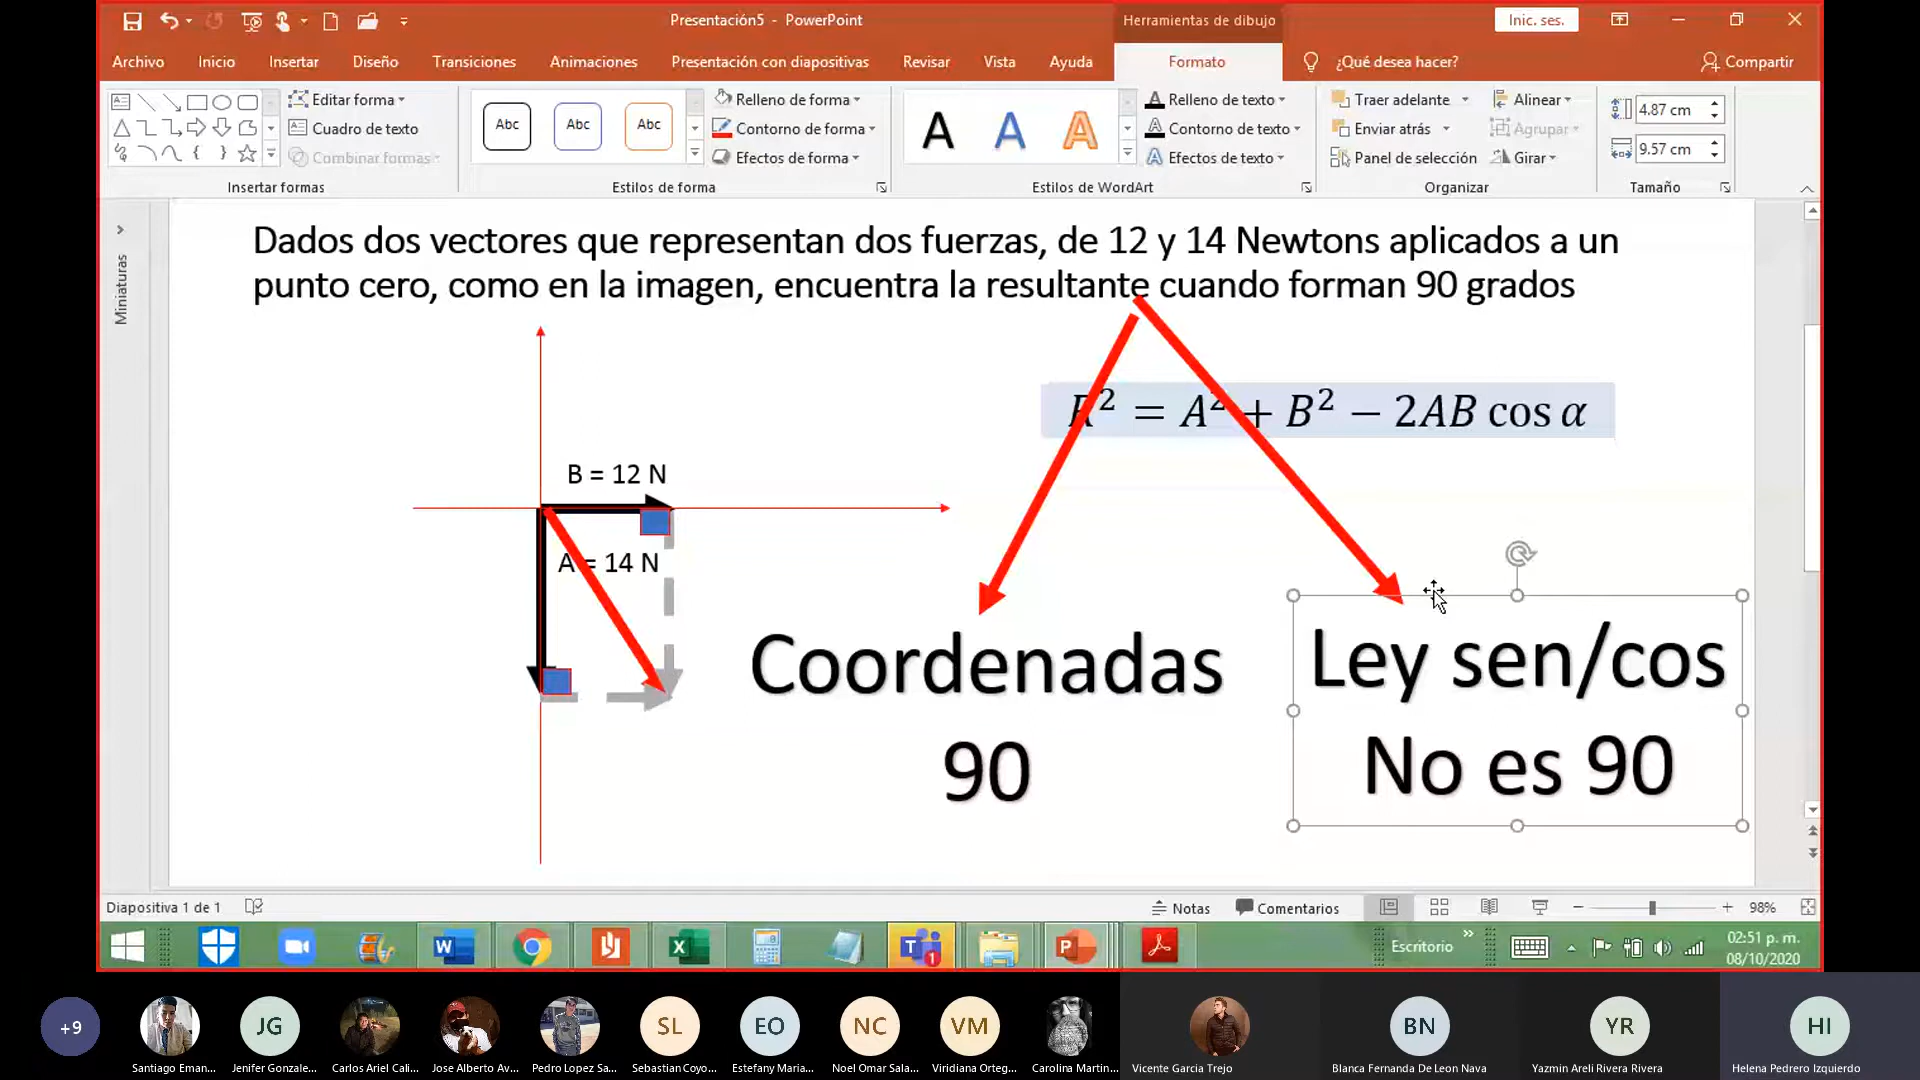 Presentación5 - PowerPoint
Herramientas de dibujo
Inic. ses.
Archivo
Inicio
Insertar
Diseño
Transiciones
Animaciones
Presentación con diapositivas
Revisar
Vista
Ayuda
Formato
¿Qué desea hacer?
Compartir
Editar forma
Cuadro de texto
Combinar formas
Insertar formas
Abc
Abc
Abc
Relleno de forma
Contorno de forma
Efectos de forma
Estilos de forma
A
A
A
Relleno de texto
Contorno de texto
Efectos de texto
Estilos de WordArt
Traer adelante
Enviar atrás
Panel de selección
Alinear
Agrupar
Girar
Organizar
4.87 cm
9.57 cm
Tamaño
Miniaturas
Dados dos vectores que representan dos fuerzas, de 12 y 14 Newtons aplicados a un
punto cero, como en la imagen, encuentra la resultante cuando forman 90 grados
R² = A² + B² − 2AB cos α
B = 12 N
A = 14 N
Coordenadas
90
Ley sen/cos
No es 90
Diapositiva 1 de 1
Notas
Comentarios
98%
Escritorio
02:51 p. m.
08/10/2020
+9
JG
SL
EO
NC
VM
BN
YR
HI
Santiago Eman...
Jenifer Gonzale...
Carlos Ariel Cali...
Jose Alberto Av...
Pedro Lopez Sa...
Sebastian Coyo...
Estefany Maria...
Noel Omar Sala...
Viridiana Orteg...
Carolina Martin...
Vicente Garcia Trejo
Blanca Fernanda De Leon Nava
Yazmin Areli Rivera Rivera
Helena Pedrero Izquierdo